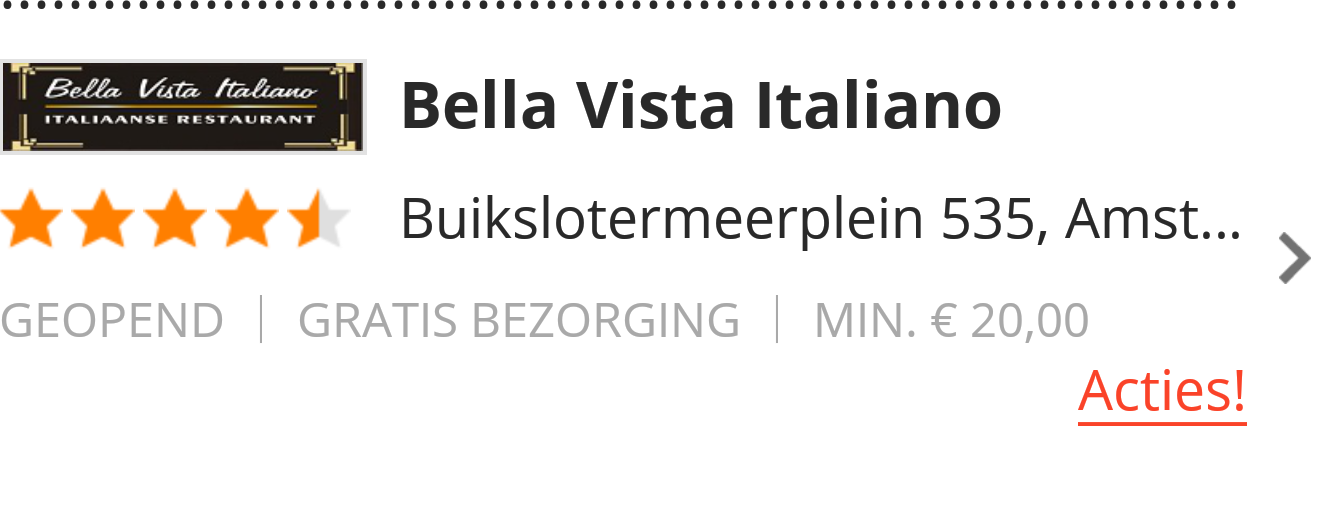 Bella Vista Italiano
ITALIAANSE RESTAURANT
Bella Vista Italiano
Buikslotermeerplein 535, Amst...
GEOPEND | GRATIS BEZORGING | MIN. € 20,00
Acties!